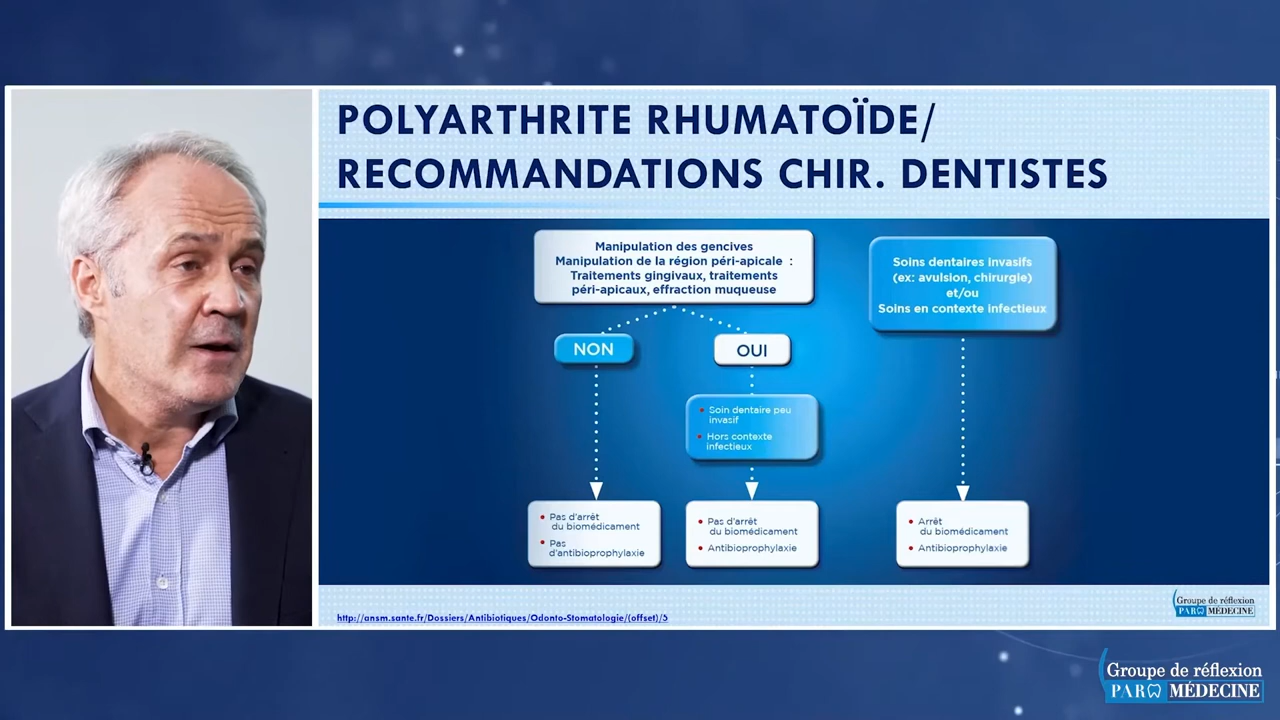 POLYARTHRITE RHUMATOÏDE/
RECOMMANDATIONS CHIR. DENTISTES
Manipulation des gencives
Manipulation de la région péri-apicale :
Traitements gingivaux, traitements
péri-apicaux, effraction muqueuse
NON
OUI
• Soin dentaire peu
invasif
• Hors contexte
infectieux
• Pas d'arrêt
du biomédicament
• Pas
d'antibioprophylaxie
• Pas d'arrêt
du biomédicament
• Antibioprophylaxie
Soins dentaires invasifs
(ex: avulsion, chirurgie)
et/ou
Soins en contexte infectieux
• Arrêt
du biomédicament
• Antibioprophylaxie
http://ansm.sante.fr/Dossiers/Antibiotiques/Odonto-Stomatologie/(offset)/5
Groupe de réflexion
PARO MÉDECINE
Groupe de réflexion
PARO MÉDECINE